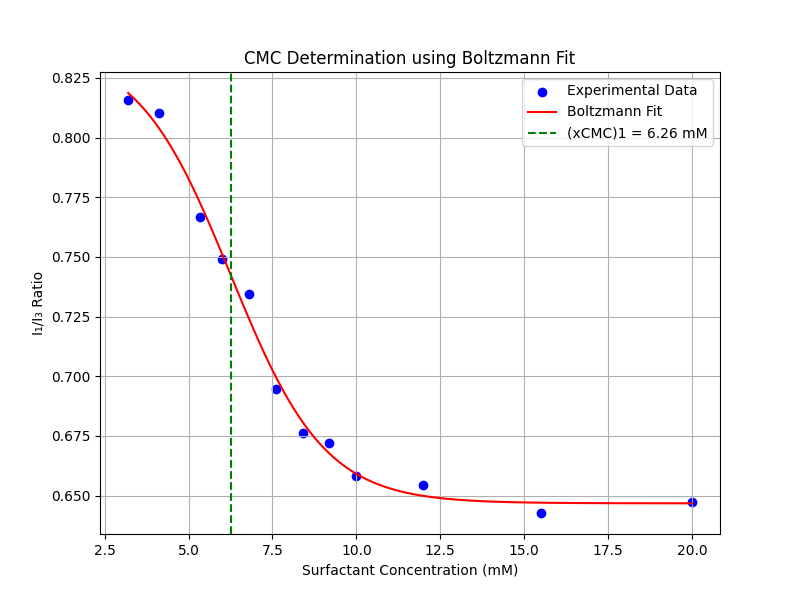 CMC Determination using Boltzmann Fit
Experimental Data
Boltzmann Fit
(xCMC)1 = 6.26 mM
I₁/I₃ Ratio
0.825
0.800
0.775
0.750
0.725
0.700
0.675
0.650
2.5 5.0 7.5 10.0 12.5 15.0 17.5 20.0
Surfactant Concentration (mM)